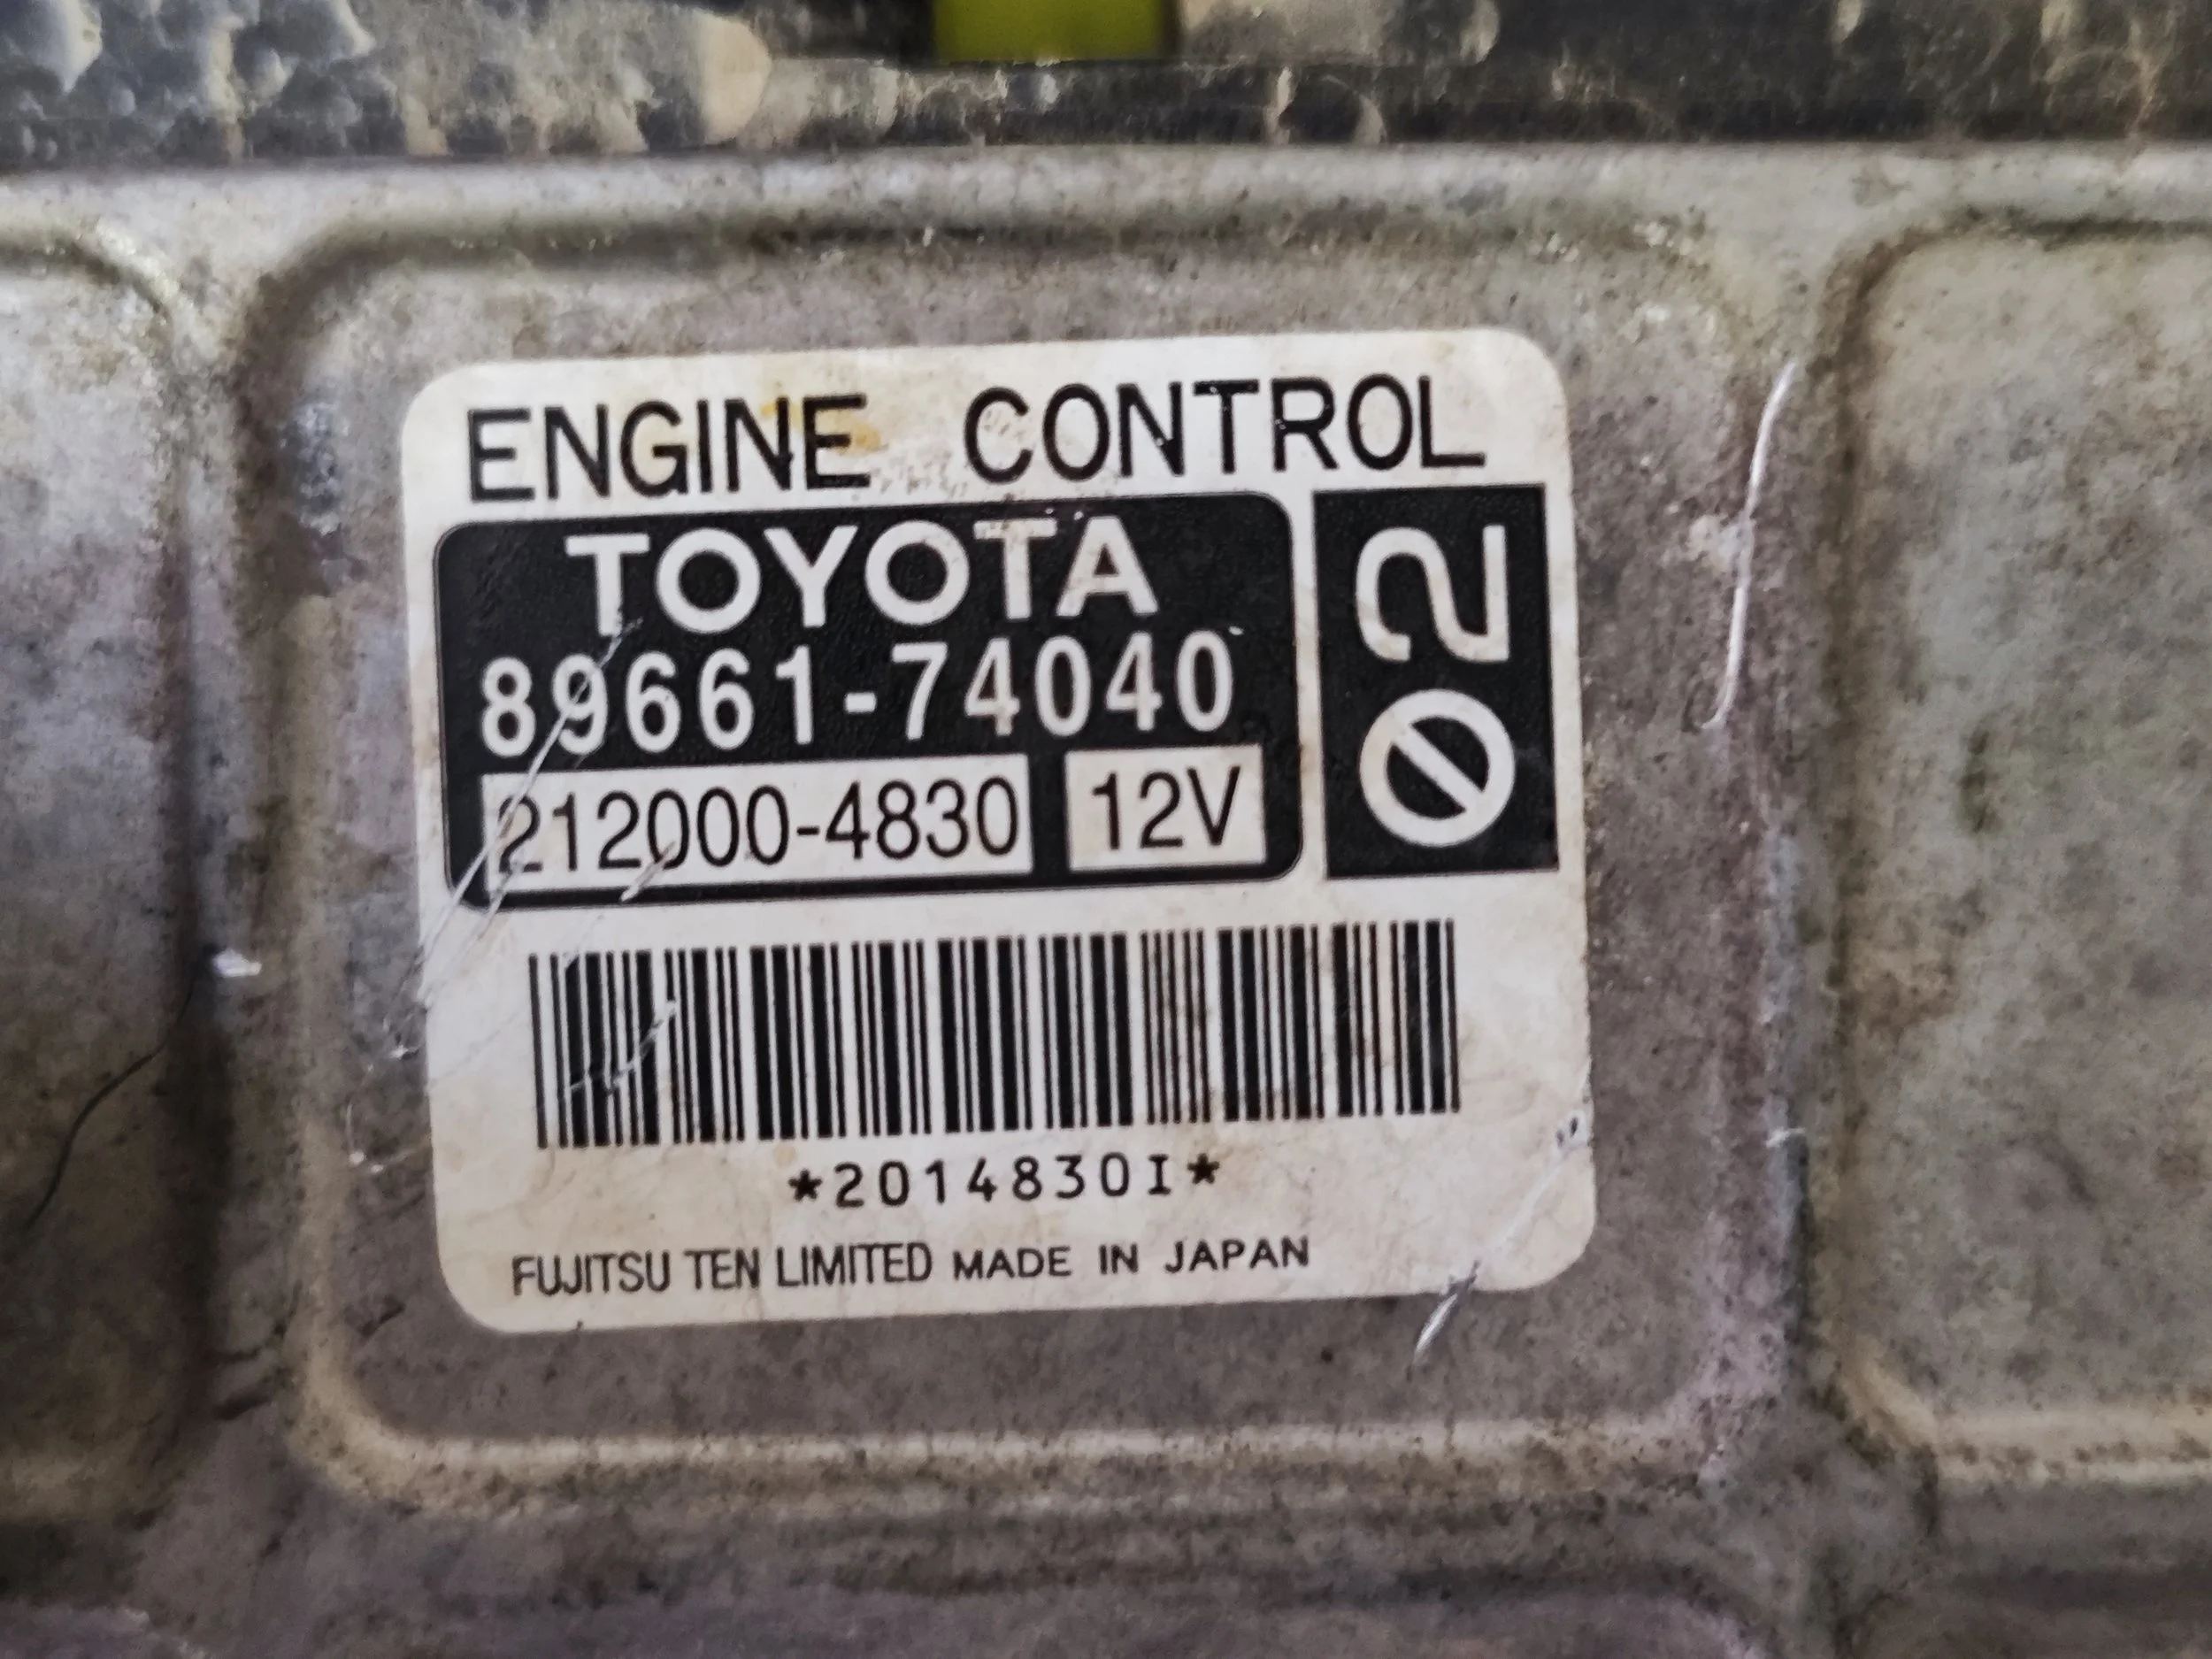 ENGINE CONTROL
TOYOTA
89661-74040
212000-4830 12V
02
*2014830I*
FUJITSU TEN LIMITED MADE IN JAPAN